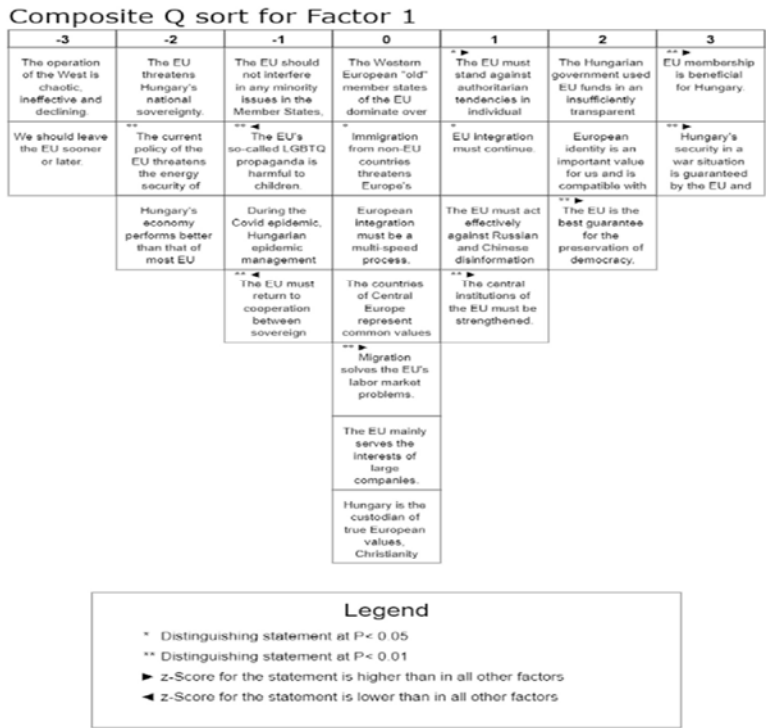 Composite Q sort for Factor 1
-3 -2 -1 0 1 2 3
The operation
of the West is
chaotic,
ineffective and
declining.
The EU
threatens
Hungary's
national
sovereignty.
The EU should
not interfere
in any minority
issues in the
Member States,
The Western
European "old"
member states
of the EU
dominate over
* ►
The EU must
stand against
authoritarian
tendencies in
individual
The Hungarian
government used
EU funds in an
insufficiently
transparent
** ►
EU membership
is beneficial
for Hungary.
We should leave
the EU sooner
or later.
**
The current
policy of the
EU threatens
the energy
security of
** ◄
The EU's
so-called LGBTQ
propaganda is
harmful to
children.
*
Immigration
from non-EU
countries
threatens
Europe's
*
EU integration
must continue.
European
identity is an
important value
for us and is
compatible with
** ►
Hungary's
security in a
war situation
is guaranteed
by the EU and
Hungary's
economy
performs better
than that of
most EU
During the
Covid epidemic,
Hungarian
epidemic
management
European
integration
must be a
multi-speed
process.
The EU must act
effectively
against Russian
and Chinese
disinformation
** ►
The EU is the
best guarantee
for the
preservation of
democracy.
** ◄
The EU must
return to
cooperation
between
sovereign
The countries
of Central
Europe
represent
common values
** ►
The central
institutions of
the EU must be
strengthened.
** ►
Migration
solves the EU's
labor market
problems.
The EU mainly
serves the
interests of
large
companies.
Hungary is the
custodian of
true European
values,
Christianity
Legend
* Distinguishing statement at P< 0.05
** Distinguishing statement at P< 0.01
► z-Score for the statement is higher than in all other factors
◄ z-Score for the statement is lower than in all other factors